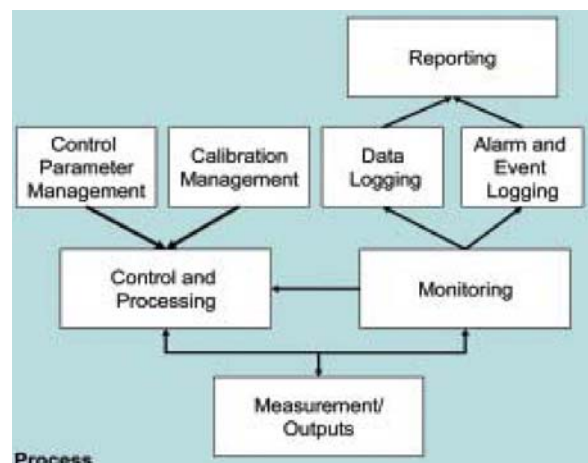 Reporting
Control
Parameter
Management
Calibration
Management
Data
Logging
Alarm and
Event
Logging
Control and
Processing
Monitoring
Measurement/
Outputs
Process